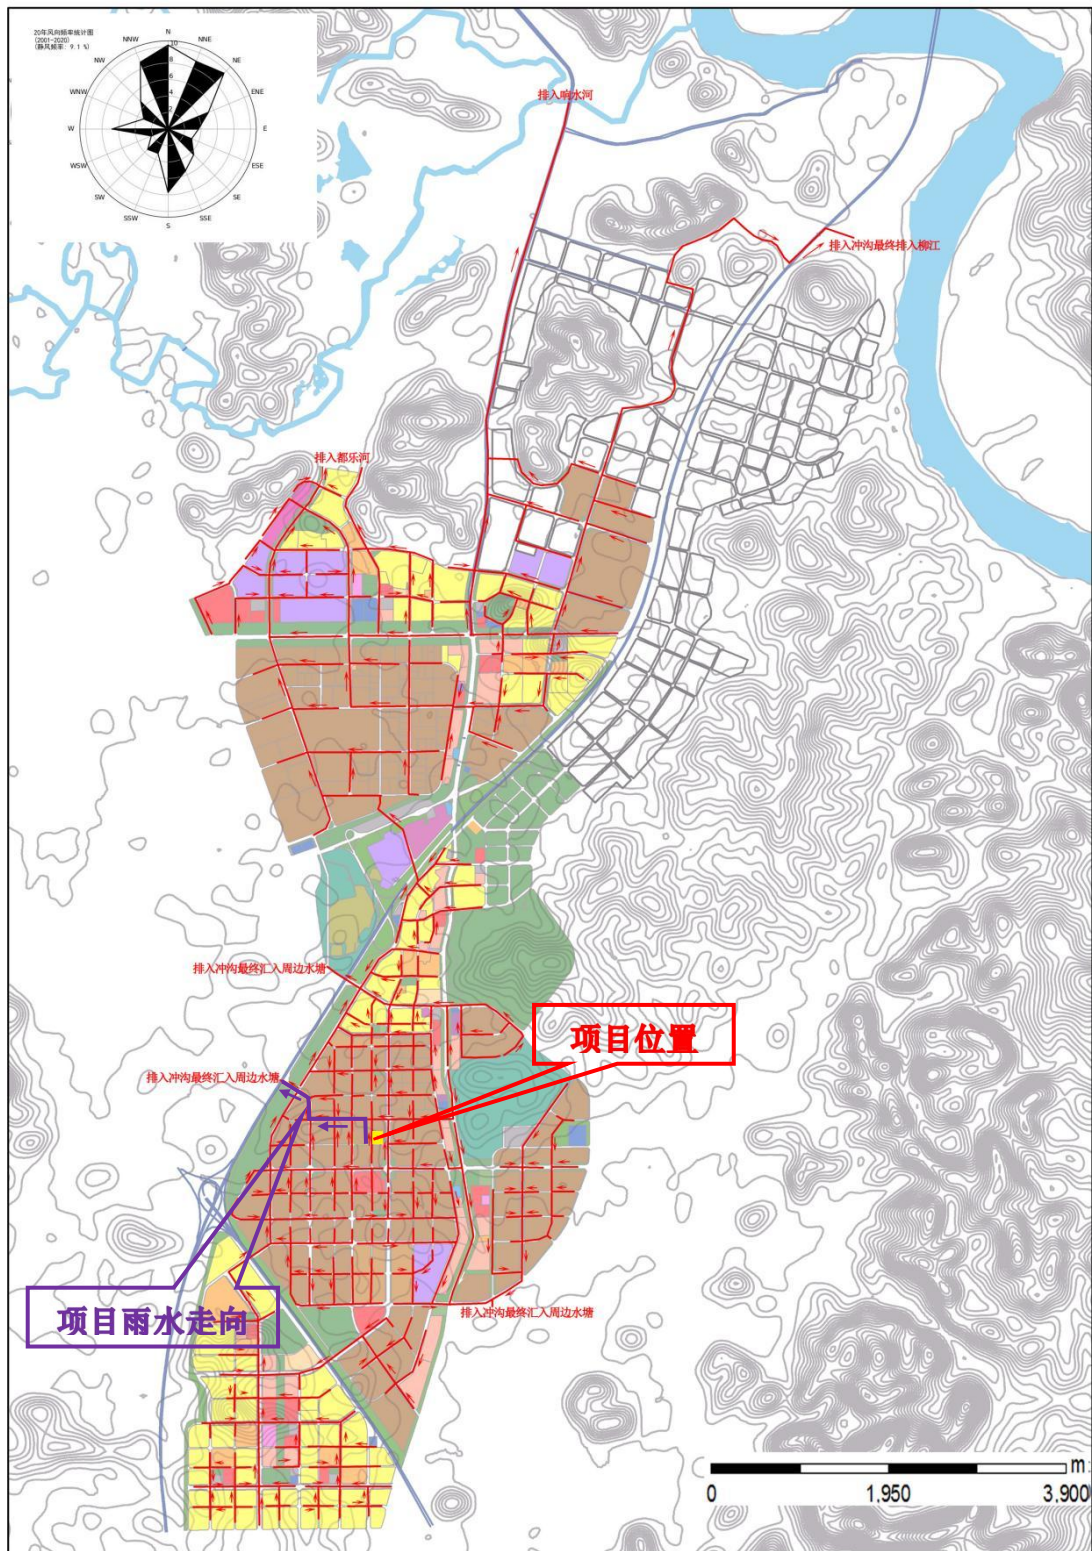 20年风向频率统计图
(2001-2020)
(静风频率: 9.1 %)
N
NNW
NNE
10
NW
8
NE
6
WNW
4
ENE
2
W
E
WSW
ESE
SW
SE
SSW
SSE
S
排入响水河
排入冲沟最终排入柳江
排入都乐河
排入冲沟最终汇入周边水塘
项目位置
排入冲沟最终汇入周边水塘
项目雨水走向
排入冲沟最终汇入周边水塘
m
0 1,950 3,900